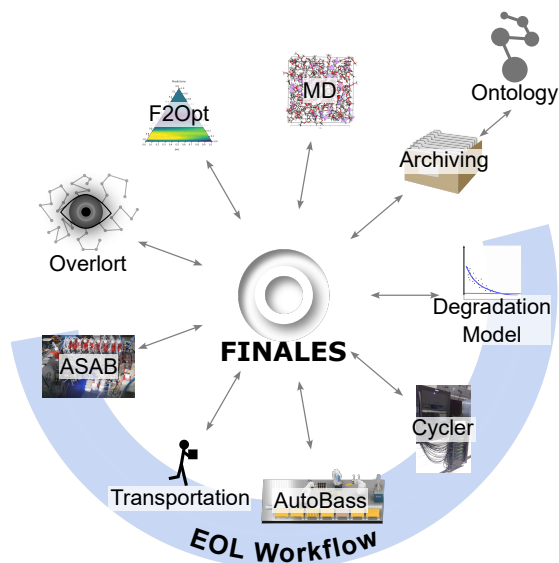 Ontology
MD
F2Opt
Archiving
Overlort
Degradation
Model
FINALES
ASAB
Cycler
Transportation
AutoBass
EOL Workflow